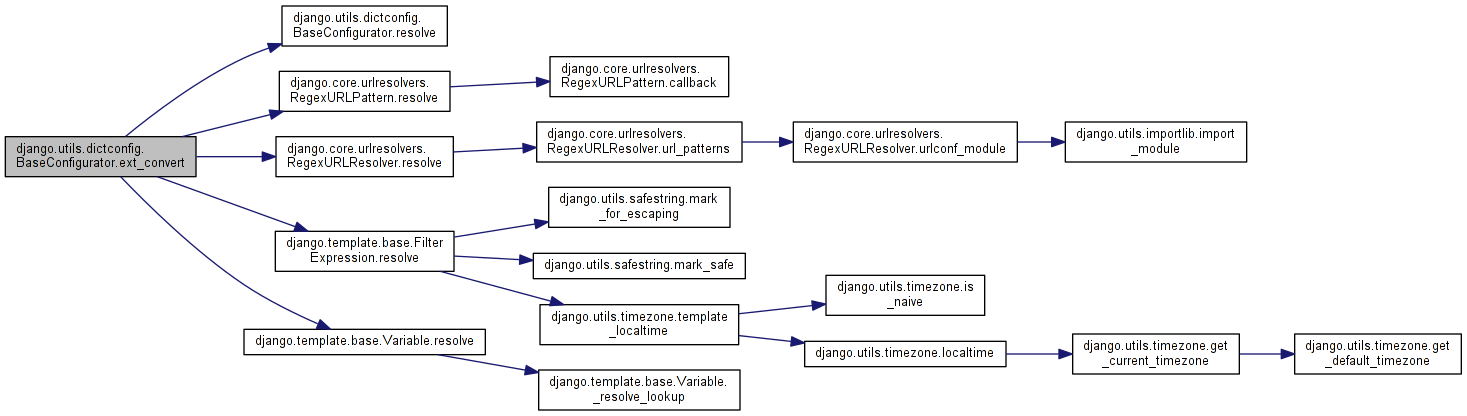 django.utils.dictconfig.
BaseConfigurator.ext_convert
django.utils.dictconfig.
BaseConfigurator.resolve
django.core.urlresolvers.
RegexURLPattern.resolve
django.core.urlresolvers.
RegexURLPattern.callback
django.core.urlresolvers.
RegexURLResolver.resolve
django.core.urlresolvers.
RegexURLResolver.url_patterns
django.core.urlresolvers.
RegexURLResolver.urlconf_module
django.utils.importlib.import
_module
django.template.base.Filter
Expression.resolve
django.utils.safestring.mark
_for_escaping
django.utils.safestring.mark_safe
django.utils.timezone.template
_localtime
django.utils.timezone.is
_naive
django.utils.timezone.localtime
django.utils.timezone.get
_current_timezone
django.utils.timezone.get
_default_timezone
django.template.base.Variable.resolve
django.template.base.Variable.
_resolve_lookup